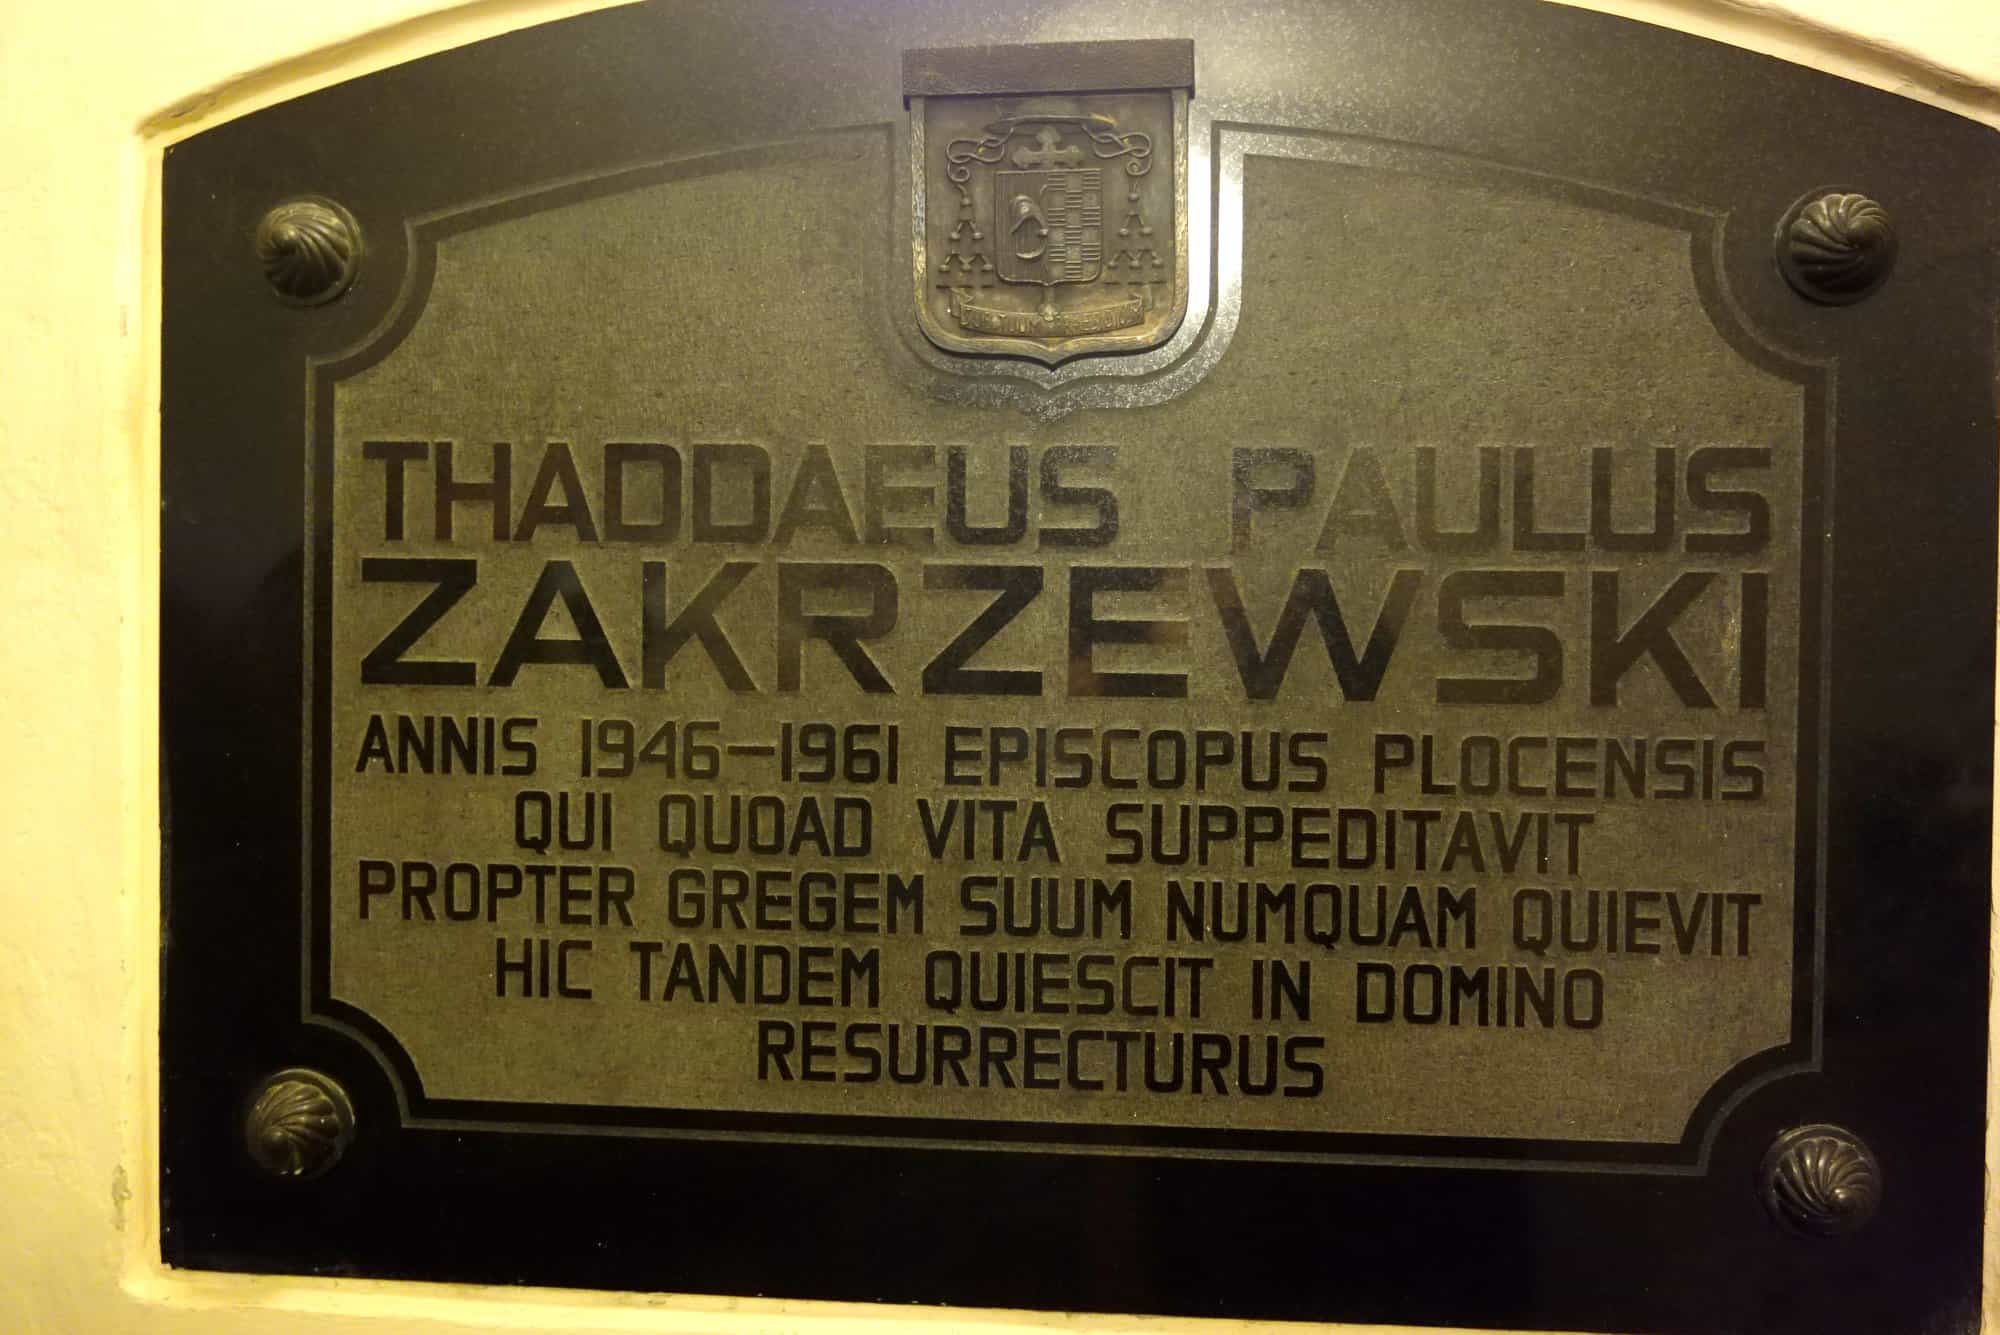 THADDAEUS PAULUS
ZAKRZEWSKI
ANNIS 1946-1961 EPISCOPUS PLOCENSIS
QUI QUOAD VITA SUPPEDITAVIT
PROPTER GREGEM SUUM NUMQUAM QUIEVIT
HIC TANDEM QUIESCIT IN DOMINO
RESURRECTURUS